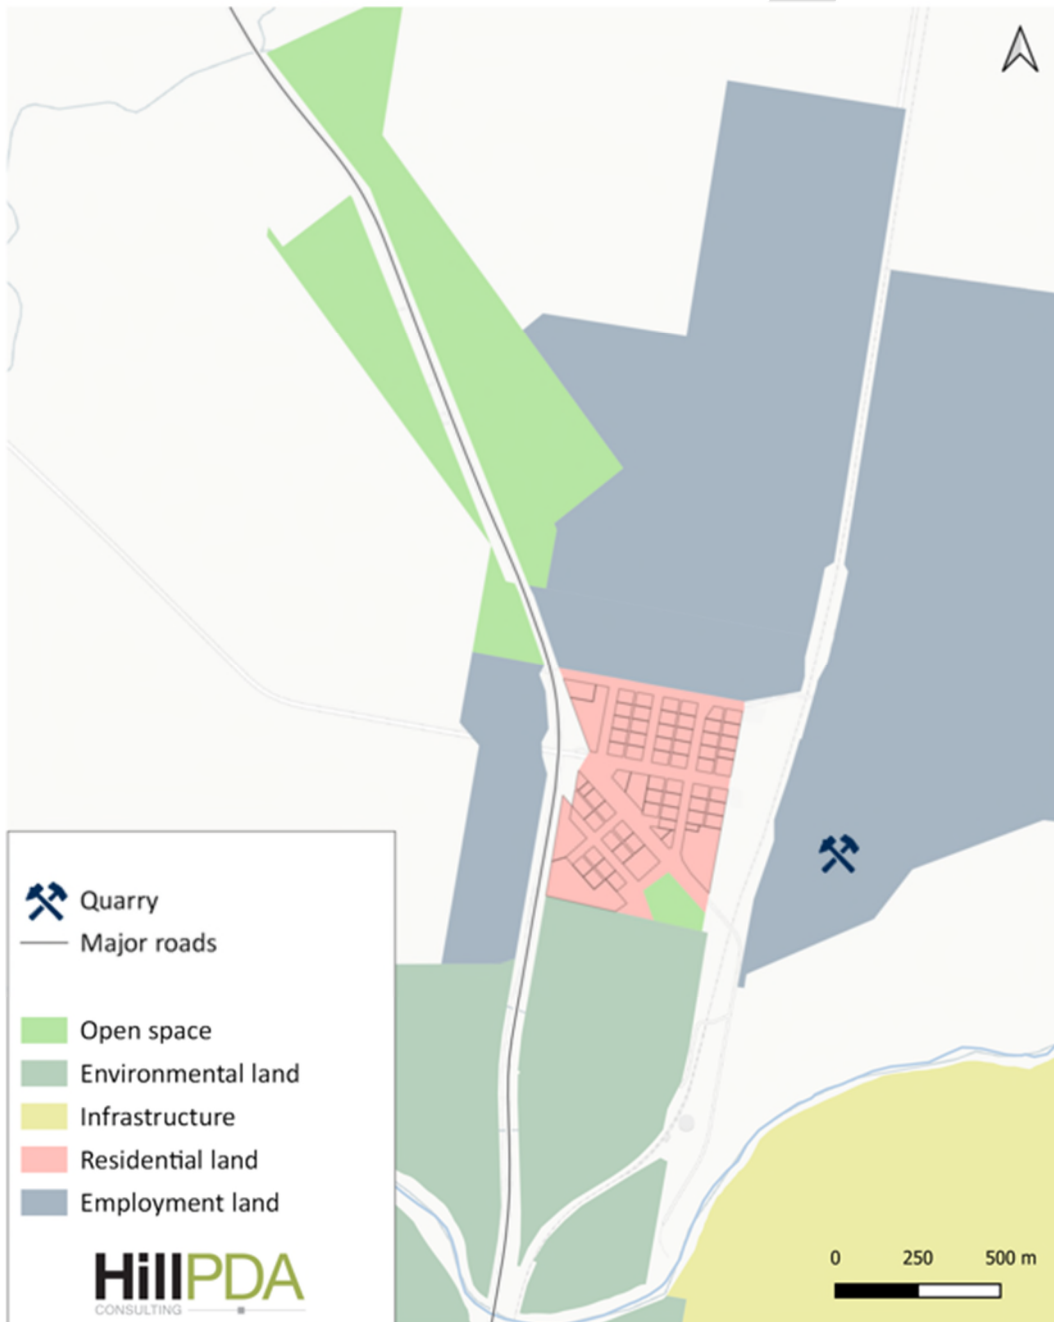 Quarry
Major roads
Open space
Environmental land
Infrastructure
Residential land
Employment land
HillPDA
CONSULTING
0 250 500 m